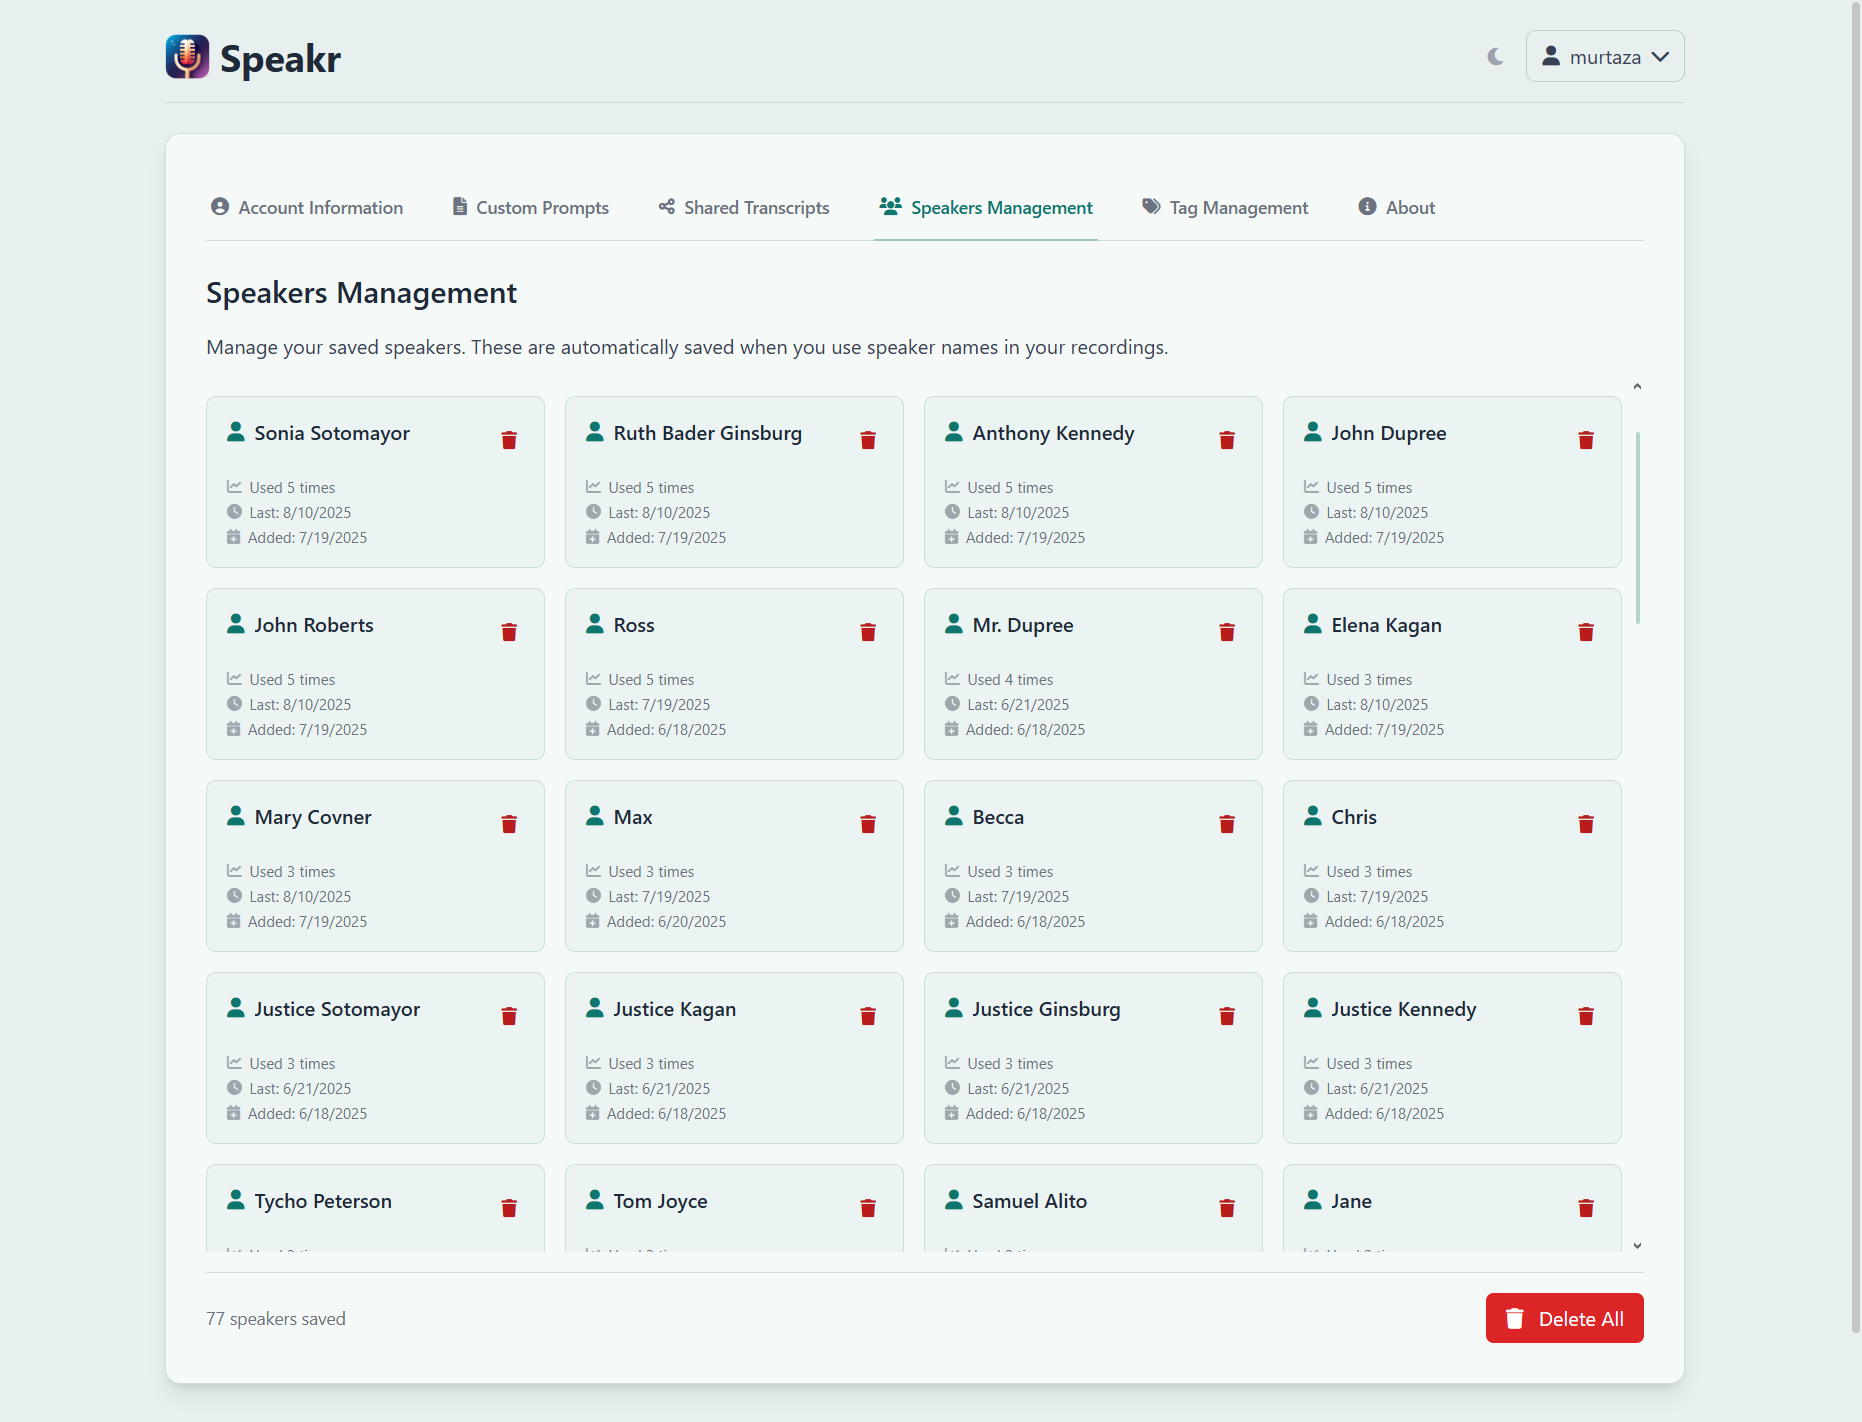 Speakr
murtaza
Account Information
Custom Prompts
Shared Transcripts
Speakers Management
Tag Management
About
Speakers Management
Manage your saved speakers. These are automatically saved when you use speaker names in your recordings.
Sonia Sotomayor
Used 5 times
Last: 8/10/2025
Added: 7/19/2025
Ruth Bader Ginsburg
Used 5 times
Last: 8/10/2025
Added: 7/19/2025
Anthony Kennedy
Used 5 times
Last: 8/10/2025
Added: 7/19/2025
John Dupree
Used 5 times
Last: 8/10/2025
Added: 7/19/2025
John Roberts
Used 5 times
Last: 8/10/2025
Added: 7/19/2025
Ross
Used 5 times
Last: 7/19/2025
Added: 6/18/2025
Mr. Dupree
Used 4 times
Last: 6/21/2025
Added: 6/18/2025
Elena Kagan
Used 3 times
Last: 8/10/2025
Added: 7/19/2025
Mary Covner
Used 3 times
Last: 8/10/2025
Added: 7/19/2025
Max
Used 3 times
Last: 7/19/2025
Added: 6/20/2025
Becca
Used 3 times
Last: 7/19/2025
Added: 6/18/2025
Chris
Used 3 times
Last: 7/19/2025
Added: 6/18/2025
Justice Sotomayor
Used 3 times
Last: 6/21/2025
Added: 6/18/2025
Justice Kagan
Used 3 times
Last: 6/21/2025
Added: 6/18/2025
Justice Ginsburg
Used 3 times
Last: 6/21/2025
Added: 6/18/2025
Justice Kennedy
Used 3 times
Last: 6/21/2025
Added: 6/18/2025
Tycho Peterson
Tom Joyce
Samuel Alito
Jane
77 speakers saved
Delete All